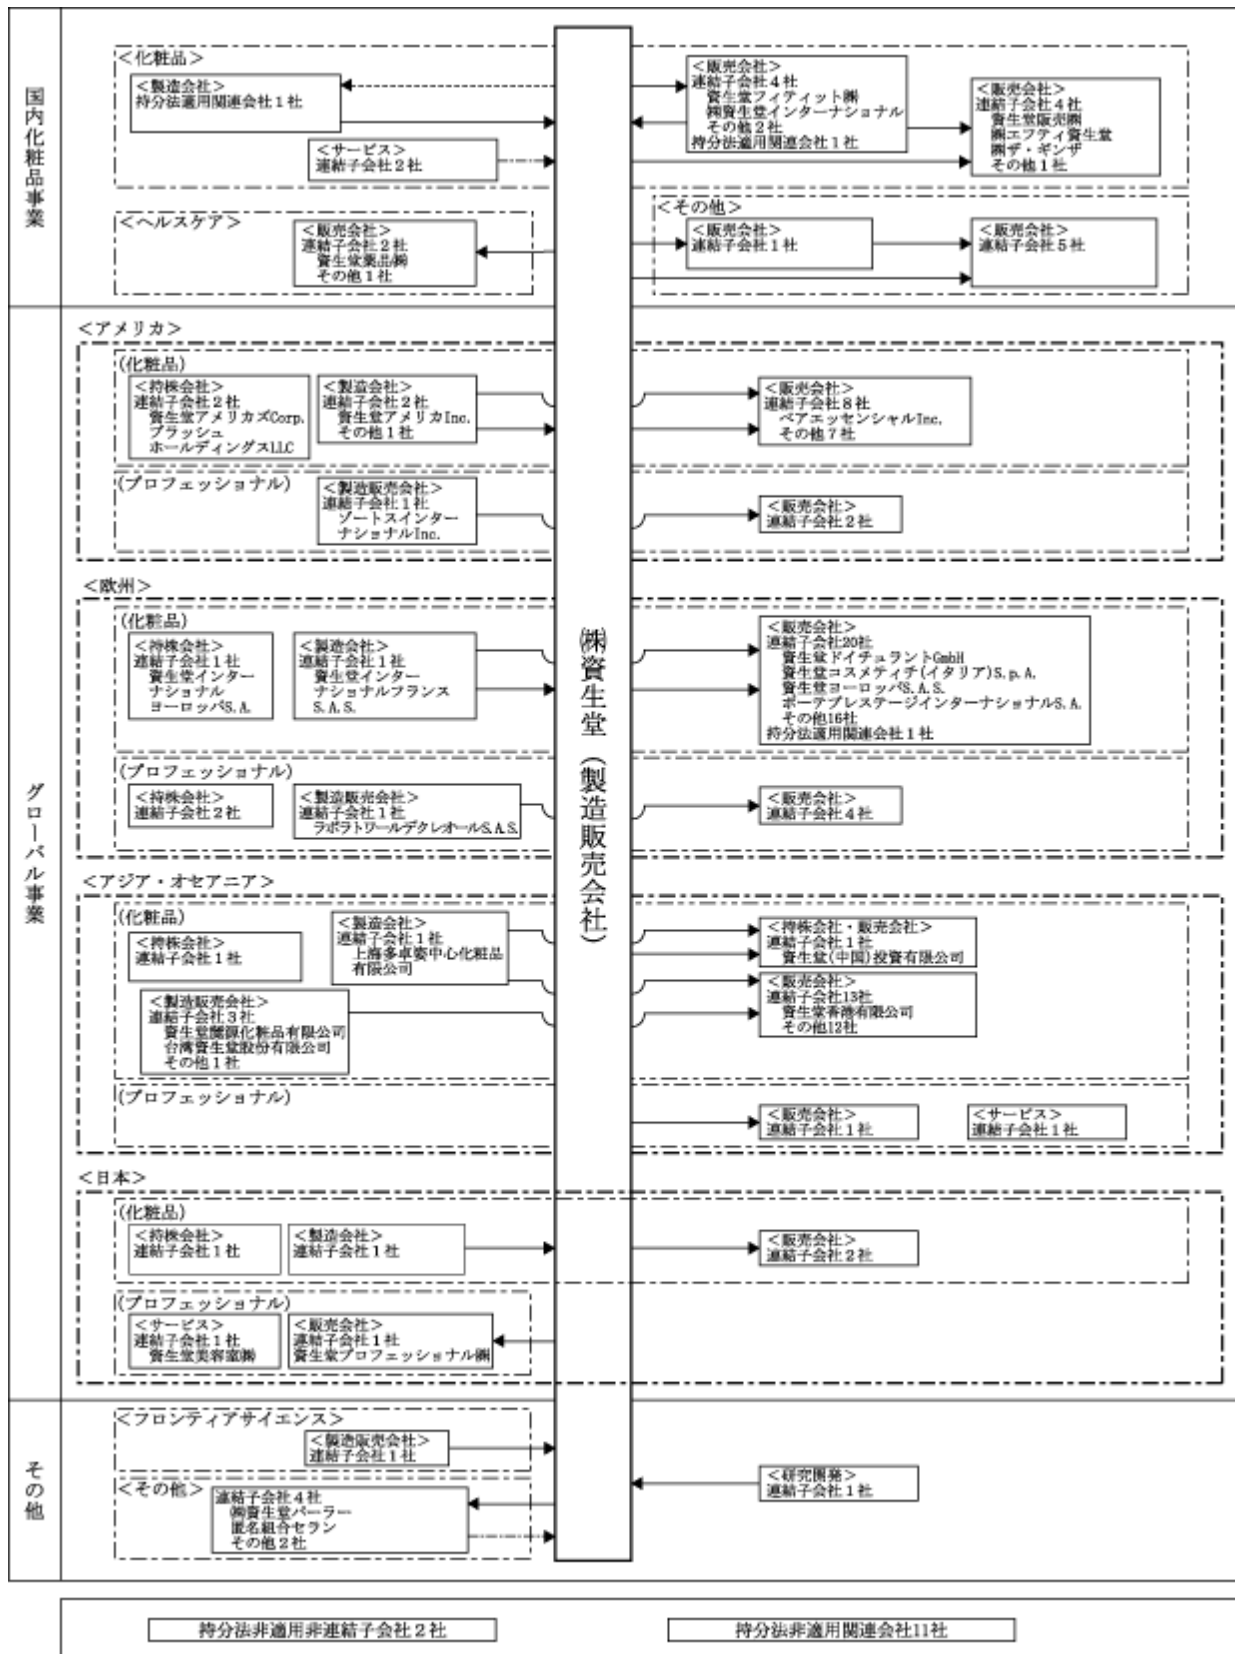 国内化粧品事業
＜化粧品＞
＜製造会社＞
持分法適用関連会社１社
＜サービス＞
連結子会社２社
＜販売会社＞
連結子会社４社
資生堂フィティット㈱
㈱資生堂インターナショナル
その他２社
持分法適用関連会社１社
＜販売会社＞
連結子会社４社
資生堂販売㈱
㈱エフティ資生堂
㈱ザ・ギンザ
その他１社
＜ヘルスケア＞
＜販売会社＞
連結子会社２社
資生堂薬品㈱
その他１社
＜その他＞
＜販売会社＞
連結子会社１社
＜販売会社＞
連結子会社５社
㈱資生堂（製造販売会社）
グローバル事業
＜アメリカ＞
(化粧品)
＜持株会社＞
連結子会社２社
資生堂アメリカズCorp.
ブラッシュ
ホールディングスLLC
＜製造会社＞
連結子会社２社
資生堂アメリカInc.
その他１社
＜販売会社＞
連結子会社８社
ベアエッセンシャルInc.
その他７社
(プロフェッショナル)
＜製造販売会社＞
連結子会社１社
ゾートスインター
ナショナルInc.
＜販売会社＞
連結子会社２社
＜欧州＞
(化粧品)
＜持株会社＞
連結子会社１社
資生堂インター
ナショナル
ヨーロッパS.A.
＜製造会社＞
連結子会社１社
資生堂インター
ナショナルフランス
S.A.S.
＜販売会社＞
連結子会社20社
資生堂ドイチュラントGmbH
資生堂コスメティチ(イタリア)S.p.A.
資生堂ヨーロッパS.A.S.
ボーテプレステージインターナショナルS.A.
その他16社
持分法適用関連会社１社
(プロフェッショナル)
＜持株会社＞
連結子会社２社
＜製造販売会社＞
連結子会社１社
ラボラトワールデクレオールS.A.S.
＜販売会社＞
連結子会社４社
＜アジア・オセアニア＞
(化粧品)
＜持株会社＞
連結子会社１社
＜製造会社＞
連結子会社１社
上海多卓姿中心化粧品
有限公司
＜持株会社・販売会社＞
連結子会社１社
資生堂(中国)投資有限公司
＜製造販売会社＞
連結子会社３社
資生堂麗源化粧品有限公司
台湾資生堂股份有限公司
その他１社
＜販売会社＞
連結子会社13社
資生堂香港有限公司
その他12社
(プロフェッショナル)
＜販売会社＞
連結子会社１社
＜サービス＞
連結子会社１社
＜日本＞
(化粧品)
＜持株会社＞
連結子会社１社
＜製造会社＞
連結子会社１社
＜販売会社＞
連結子会社２社
(プロフェッショナル)
＜サービス＞
連結子会社１社
資生堂美容室㈱
＜販売会社＞
連結子会社１社
資生堂プロフェッショナル㈱
その他
＜フロンティアサイエンス＞
＜製造販売会社＞
連結子会社１社
＜その他＞
連結子会社４社
㈱資生堂パーラー
匿名組合セラン
その他２社
＜研究開発＞
連結子会社１社
持分法非適用非連結子会社２社
持分法非適用関連会社11社